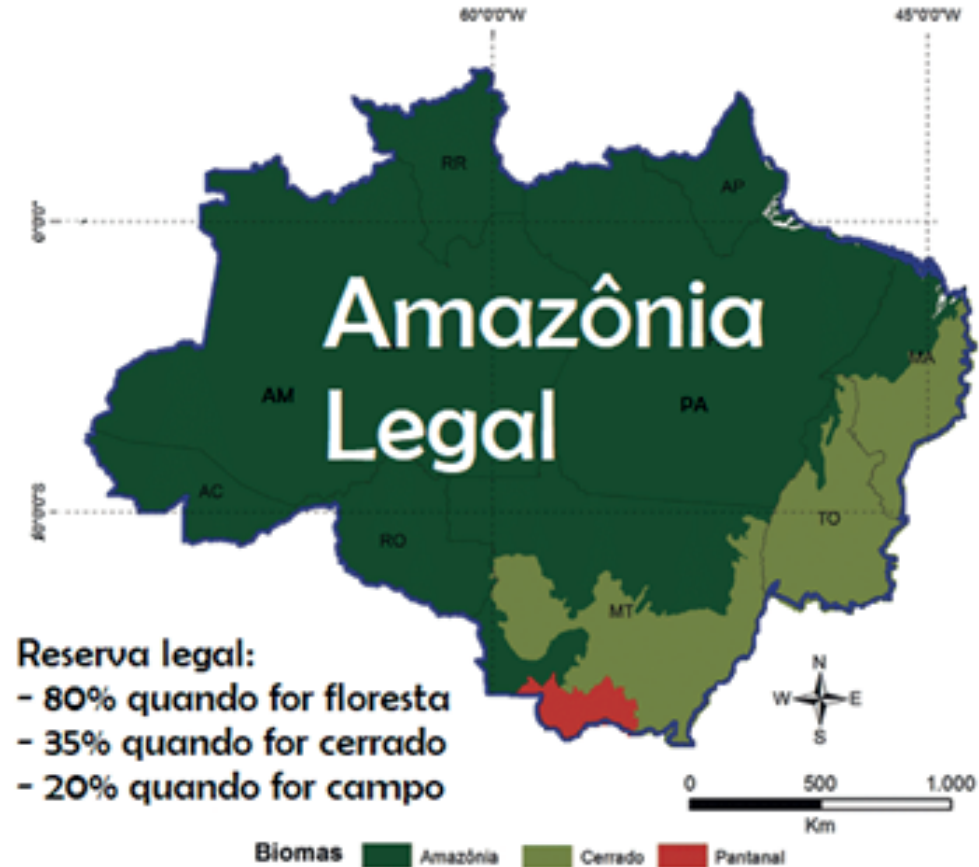 60°0'0"W
45°0'0"W
RR
AP
0°0'0"
Amazônia
Legal
MA
AM
PA
AC
TO
RO
MT
Reserva legal:
- 80% quando for floresta
- 35% quando for cerrado
- 20% quando for campo
N
W E
S
0 500 1.000
Km
Biomas Amazônia Cerrado Pantanal